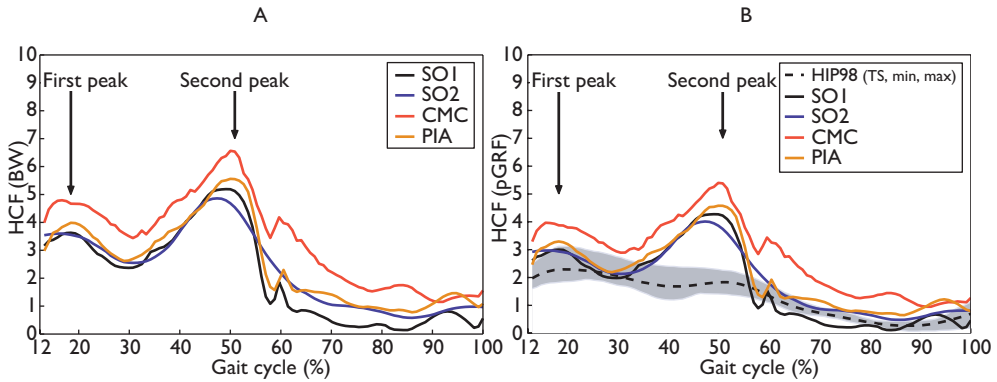 A
HCF (BW)
10
9
8
7
6
5
4
3
2
1
0
First peak
Second peak
SO1
SO2
CMC
PIA
12 20 30 40 50 60 70 80 90 100
Gait cycle (%)
B
HCF (pGRF)
10
9
8
7
6
5
4
3
2
1
0
First peak
Second peak
HIP98 (TS, min, max)
SO1
SO2
CMC
PIA
12 20 30 40 50 60 70 80 90 100
Gait cycle (%)